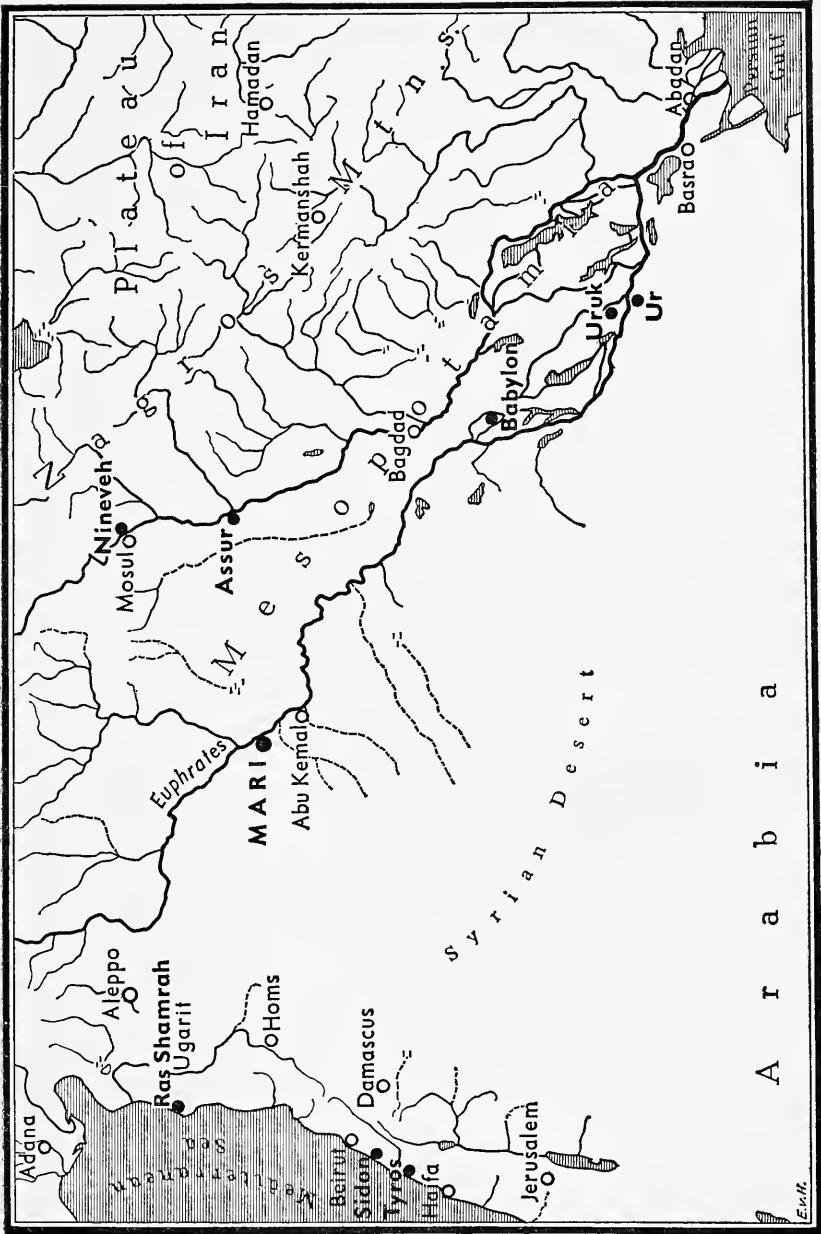 Plateau
of
Iran
Hamadan
Kermanshah
Zagros Mtns.
Nineveh
Mosul
Assur
Mesopotamia
Bagdad
Babylon
Uruk
Ur
Basra
Abadan
Persian
Gulf
Euphrates
MARI
Abu Kemal
Syrian Desert
Arabia
Adana
Aleppo
Ras Shamrah
Ugarit
Homs
Mediterranean
Sea
Damascus
Beirut
Sidon
Tyros
Haifa
Jerusalem
E.v.H.